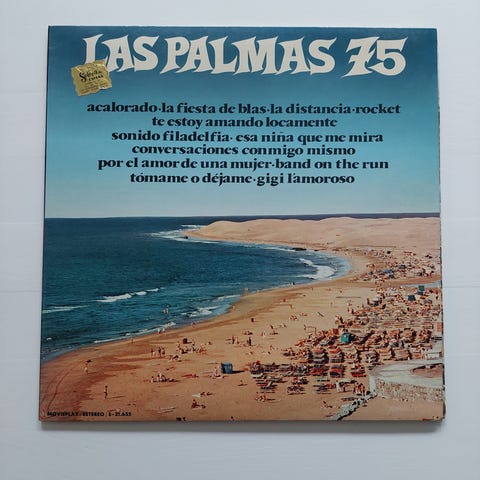 LAS PALMAS 75
acalorado·la fiesta de blas·la distancia·rocket
te estoy amando locamente
sonido filadelfia·esa niña que me mira
conversaciones conmigo mismo
por el amor de una mujer·band on the run
tómame o déjame·gigi l'amoroso
MOVIEPLAY·ESTEREO S-21.655